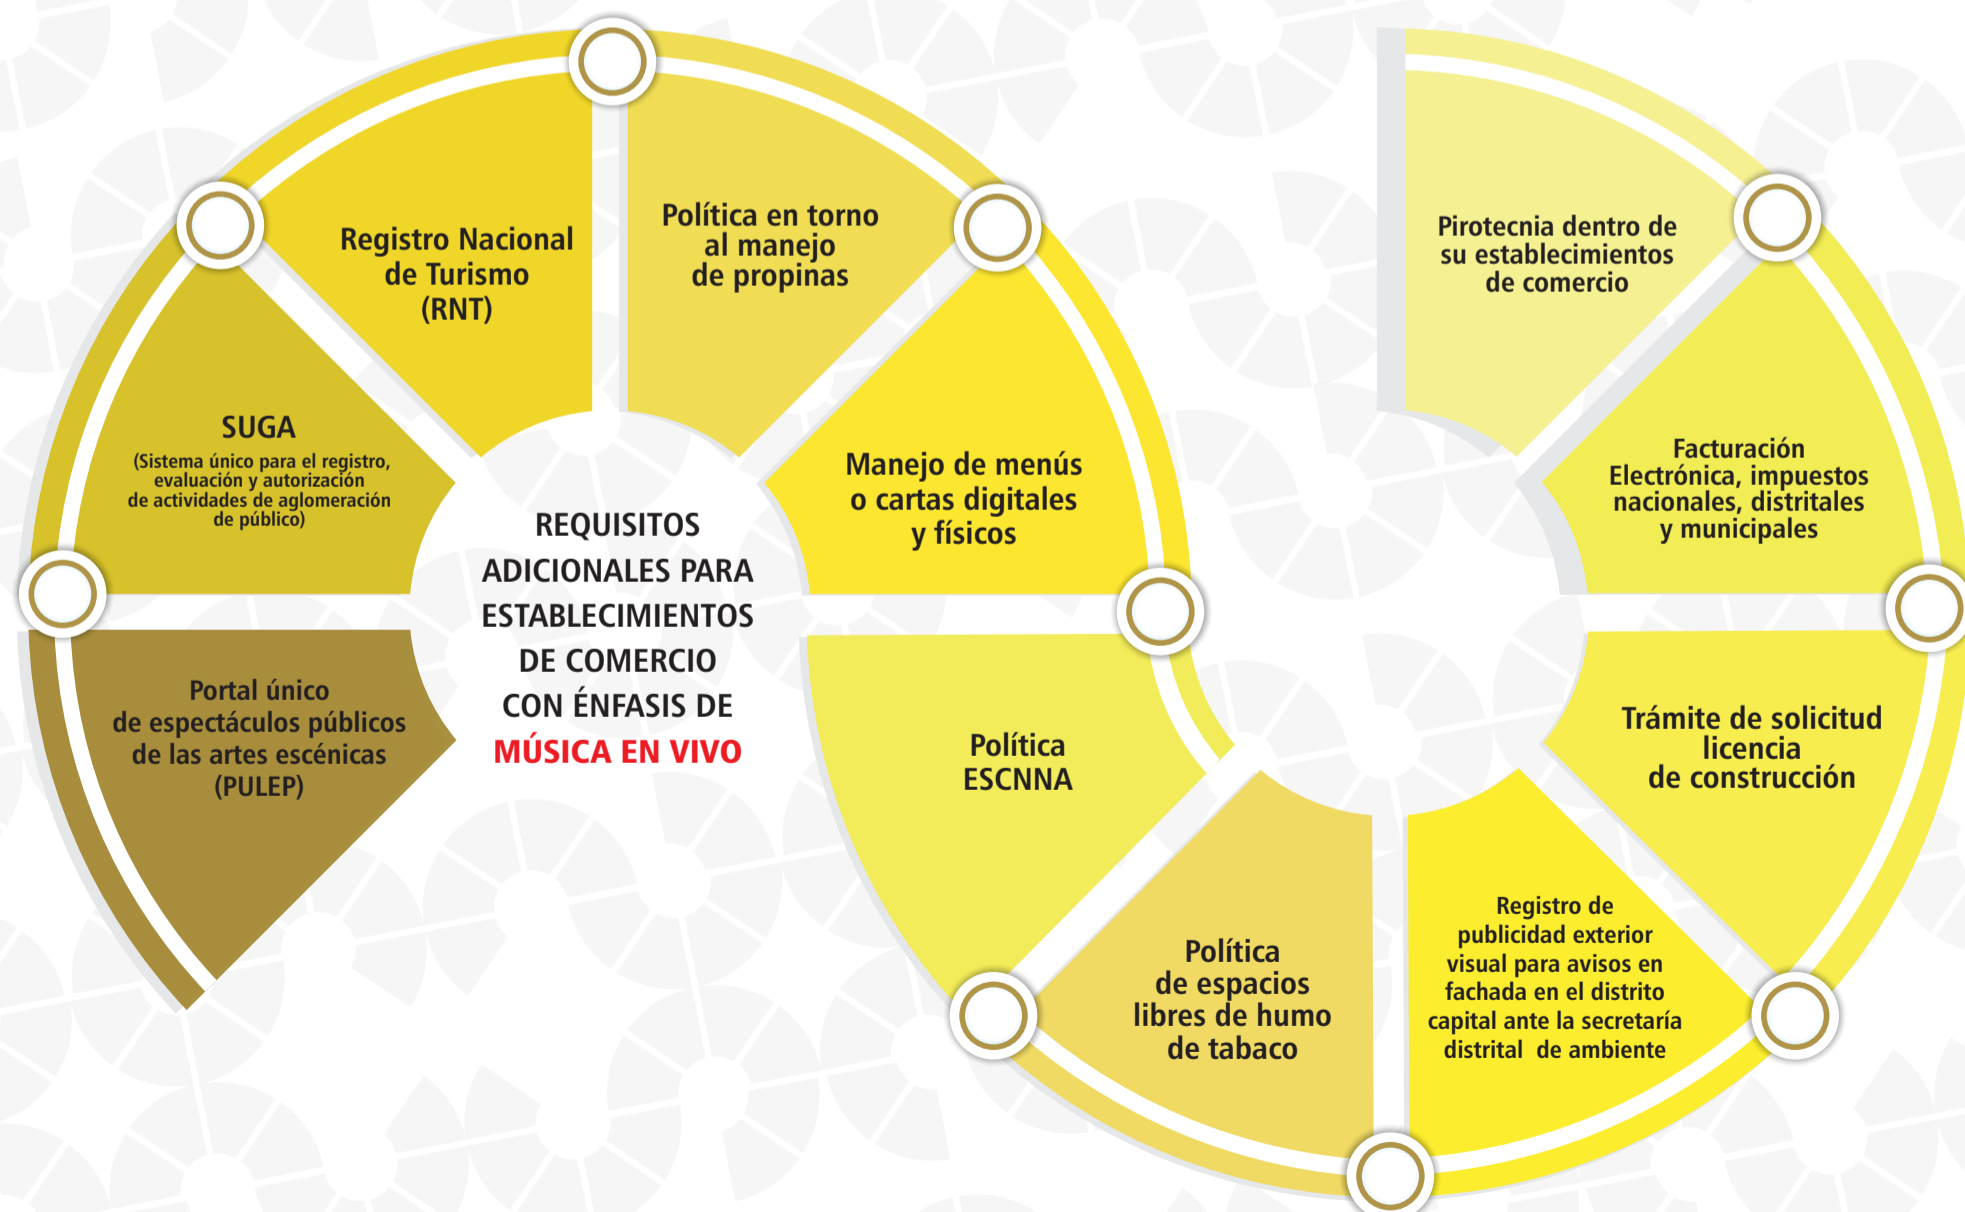 REQUISITOS
ADICIONALES PARA
ESTABLECIMIENTOS
DE COMERCIO
CON ÉNFASIS DE
MÚSICA EN VIVO
Portal único
de espectáculos públicos
de las artes escénicas
(PULEP)
SUGA
(Sistema único para el registro,
evaluación y autorización
de actividades de aglomeración
de público)
Registro Nacional
de Turismo
(RNT)
Política en torno
al manejo
de propinas
Manejo de menús
o cartas digitales
y físicos
Política
ESCNNA
Política
de espacios
libres de humo
de tabaco
Registro de
publicidad exterior
visual para avisos en
fachada en el distrito
capital ante la secretaría
distrital de ambiente
Trámite de solicitud
licencia
de construcción
Facturación
Electrónica, impuestos
nacionales, distritales
y municipales
Pirotecnia dentro de
su establecimientos
de comercio